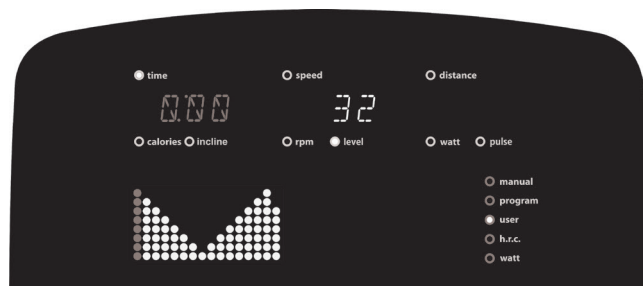 time speed distance
0:00 32
calories incline rpm level watt pulse
manual
program
user
h.r.c.
watt